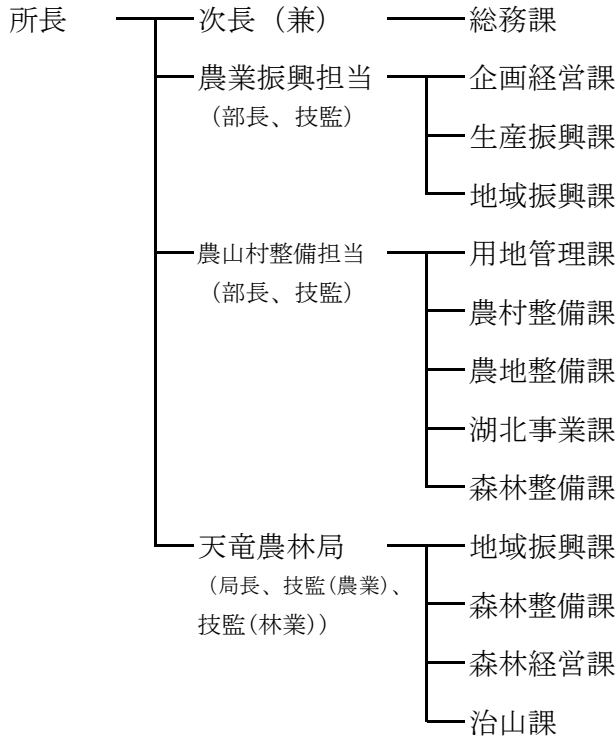 所長 次長（兼） 総務課
農業振興担当 企画経営課
（部長、技監）
生産振興課
地域振興課
農山村整備担当 用地管理課
（部長、技監）
農村整備課
農地整備課
湖北事業課
森林整備課
天竜農林局 地域振興課
（局長、技監(農業)、
技監(林業)）
森林整備課
森林経営課
治山課